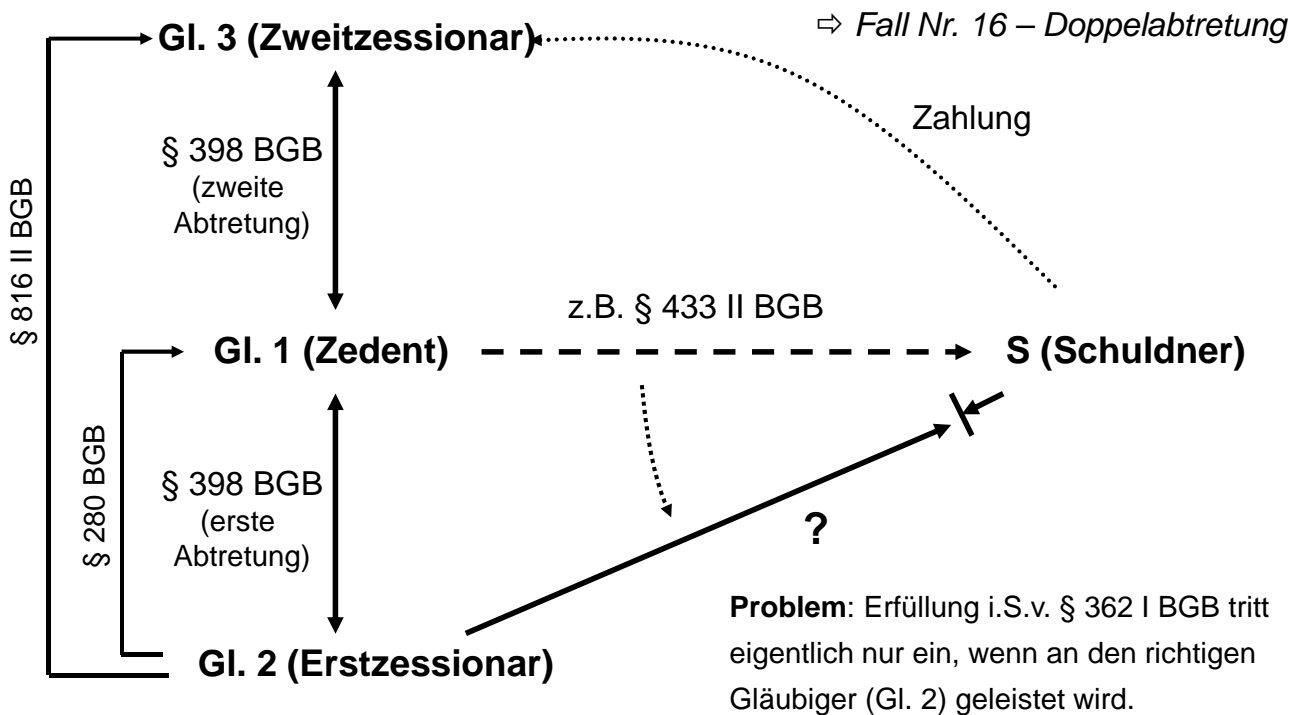 ⇨ Fall Nr. 16 – Doppelabtretung
Gl. 3 (Zweitzessionar)
Zahlung
§ 398 BGB
(zweite
Abtretung)
§ 816 II BGB
z.B. § 433 II BGB
Gl. 1 (Zedent)
S (Schuldner)
§ 280 BGB
§ 398 BGB
(erste
Abtretung)
?
Gl. 2 (Erstzessionar)
Problem: Erfüllung i.S.v. § 362 I BGB tritt
eigentlich nur ein, wenn an den richtigen
Gläubiger (Gl. 2) geleistet wird.